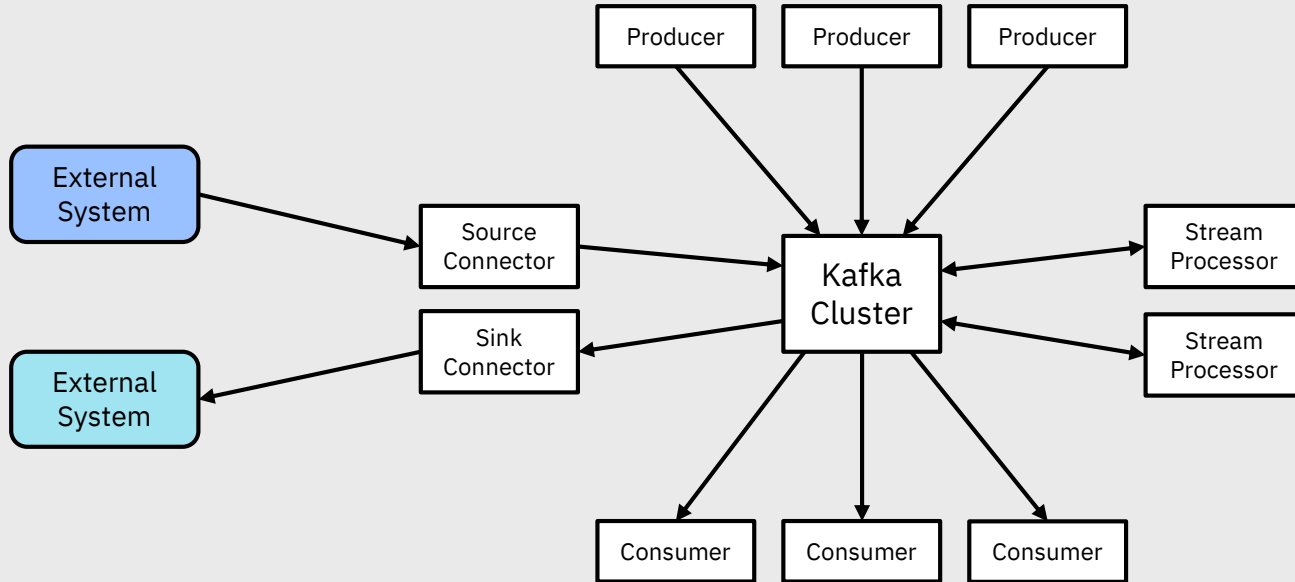 Producer
Producer
Producer
External
System
Source
Connector
Kafka
Cluster
Stream
Processor
Sink
Connector
Stream
Processor
External
System
Consumer
Consumer
Consumer